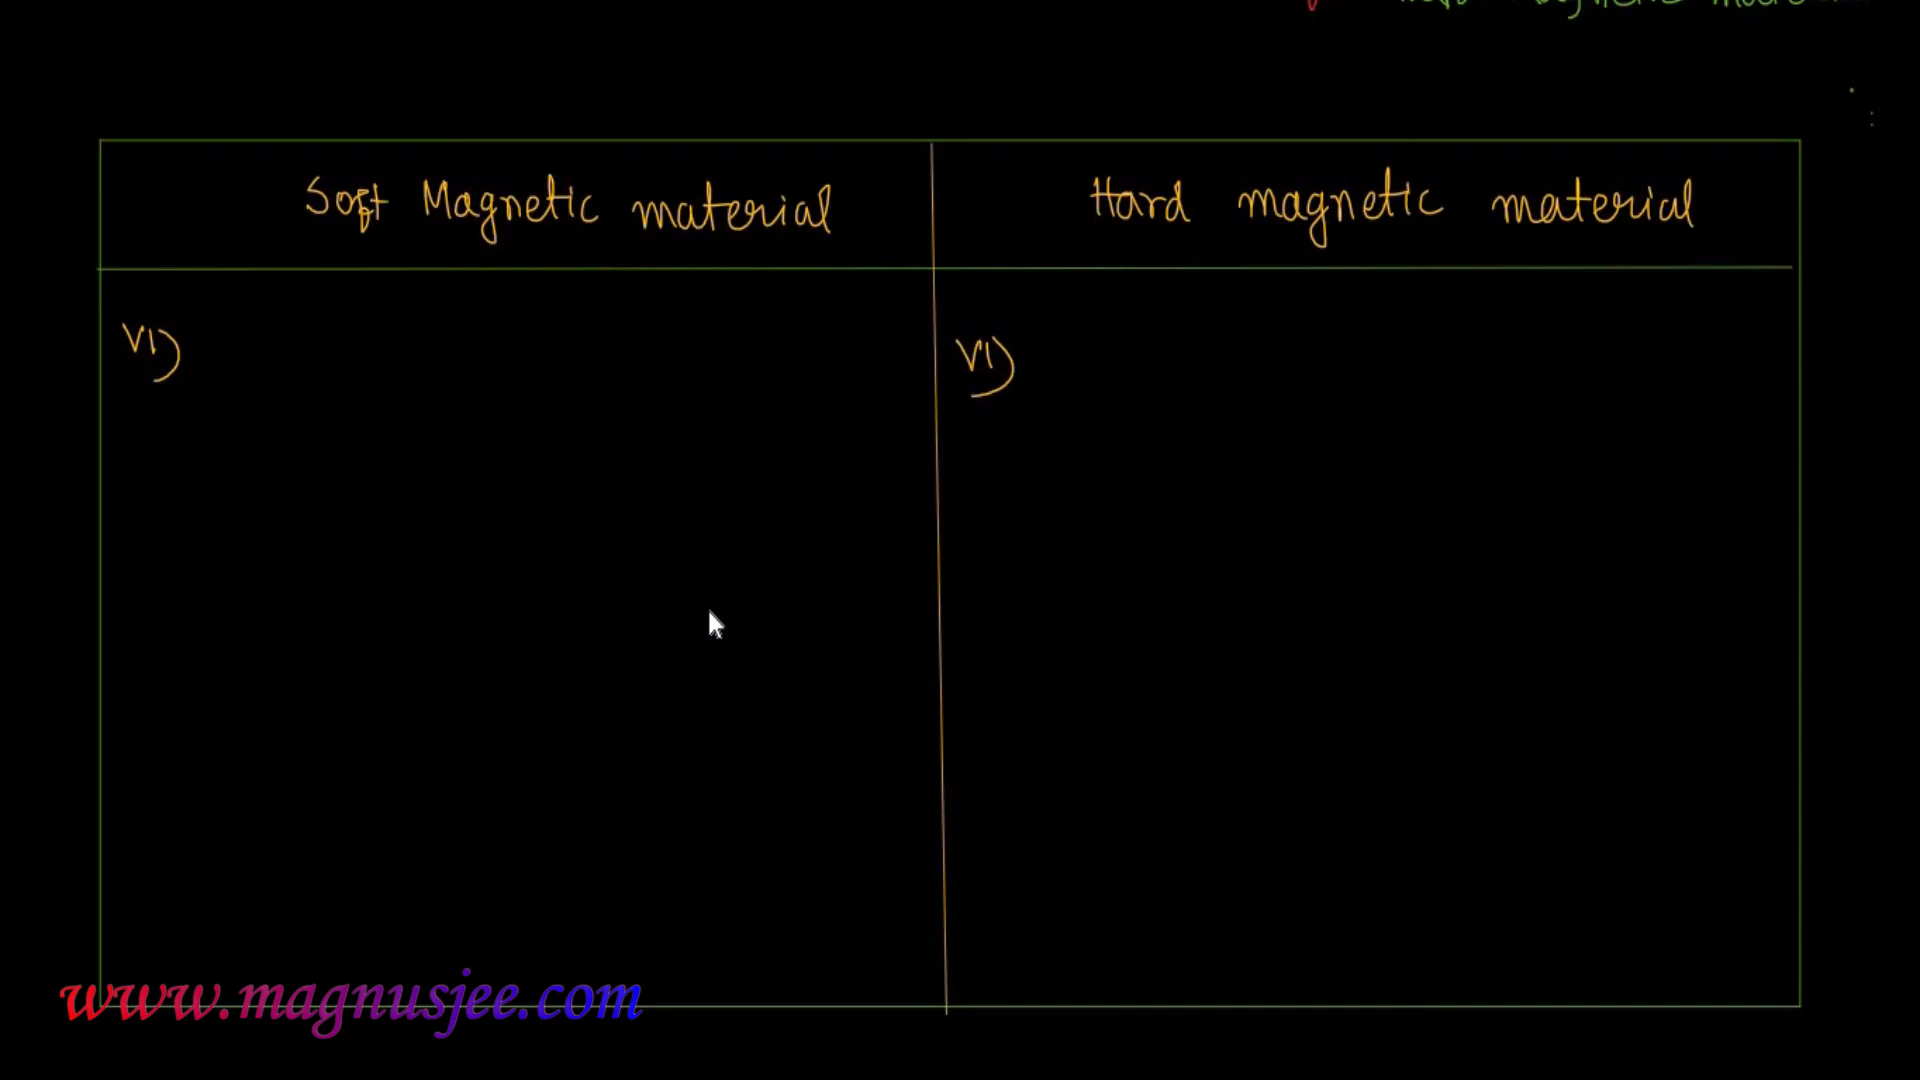 Soft Magnetic material
Hard magnetic material
VI)
VI)
www.magnusjee.com